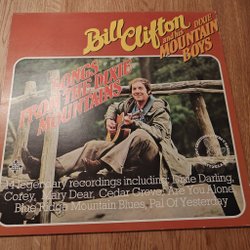 Bill Clifton
and his
DIXIE
MOUNTAIN
BOYS
SONGS
FROM THE DIXIE
MOUNTAINS
14 legendary recordings including: Dixie Darling,
Corey, Mary Dear, Cedar Grove, Are You Alone,
Blue Ridge Mountain Blues, Pal Of Yesterday